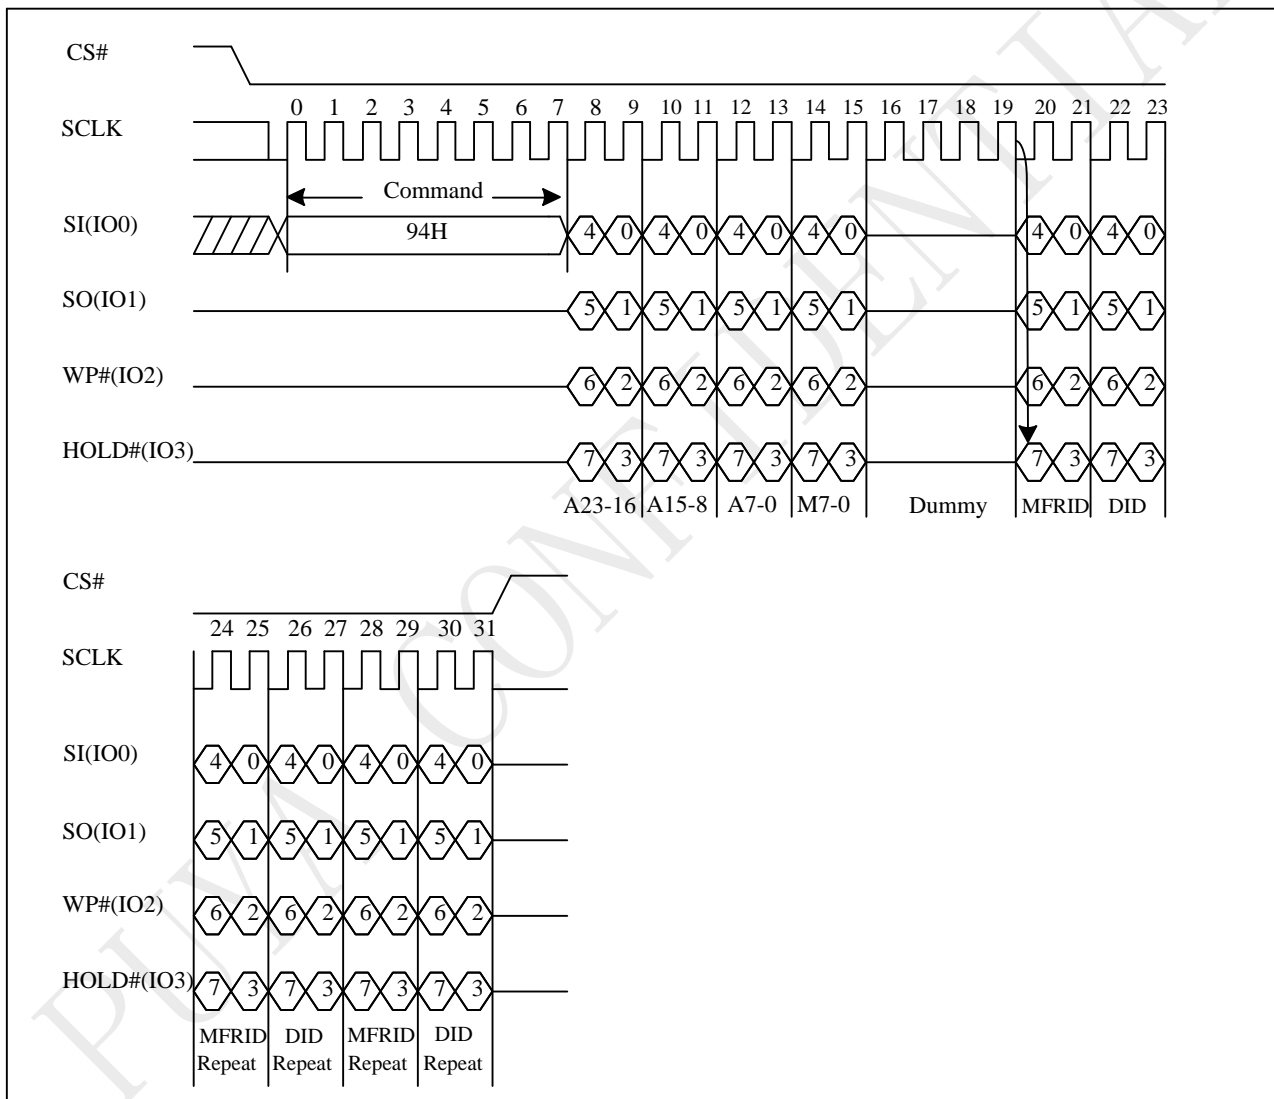 CS#
0 1 2 3 4 5 6 7 8 9 10 11 12 13 14 15 16 17 18 19 20 21 22 23
SCLK
Command
SI(IO0)
94H
4 0 4 0 4 0 4 0 4 0 4 0
SO(IO1)
5 1 5 1 5 1 5 1 5 1 5 1
WP#(IO2)
6 2 6 2 6 2 6 2 6 2 6 2
HOLD#(IO3)
7 3 7 3 7 3 7 3 7 3 7 3
A23-16 A15-8 A7-0 M7-0 Dummy MFRID DID
CS#
24 25 26 27 28 29 30 31
SCLK
SI(IO0)
4 0 4 0 4 0 4 0
SO(IO1)
5 1 5 1 5 1 5 1
WP#(IO2)
6 2 6 2 6 2 6 2
HOLD#(IO3)
7 3 7 3 7 3 7 3
MFRID DID MFRID DID
Repeat Repeat Repeat Repeat
PUYA CONFIDENTIAL